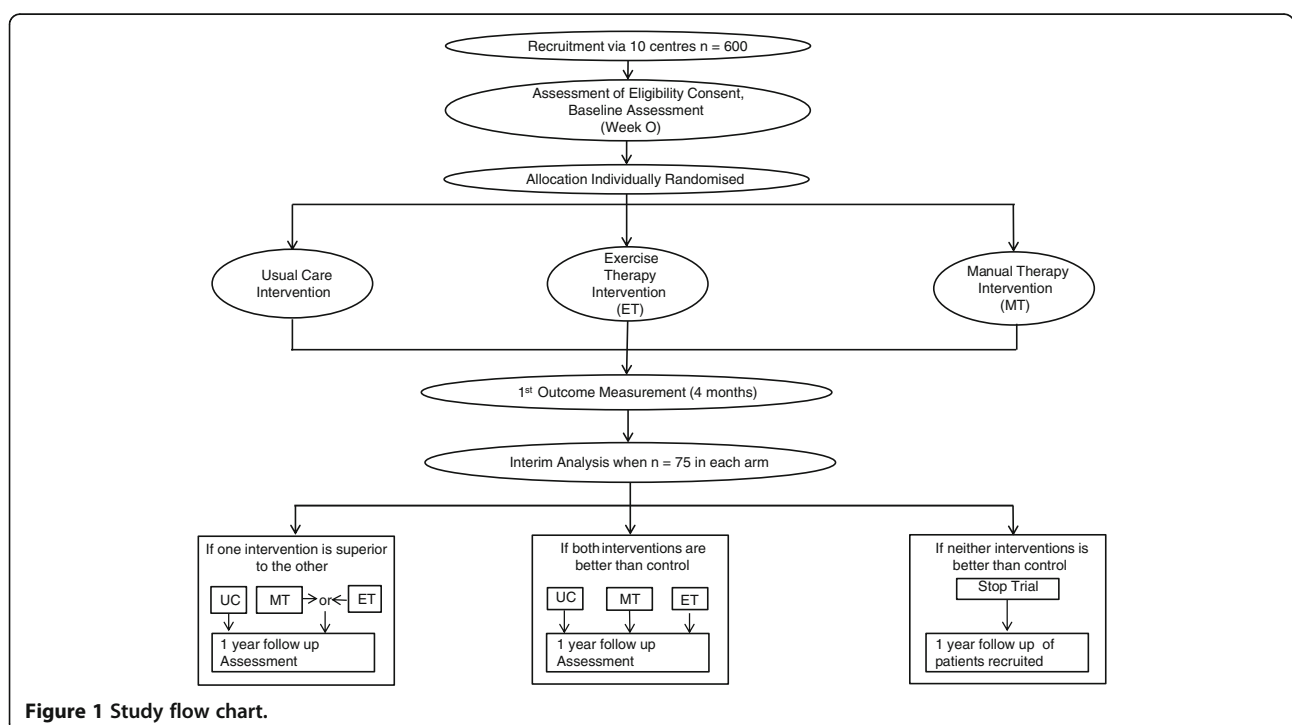 Recruitment via 10 centres n = 600
Assessment of Eligibility Consent,
Baseline Assessment
(Week O)
Allocation Individually Randomised
Usual Care
Intervention
Exercise
Therapy
Intervention
(ET)
Manual Therapy
Intervention
(MT)
1st Outcome Measurement (4 months)
Interim Analysis when n = 75 in each arm
If one intervention is superior
to the other
UC MT or ET
1 year follow up
Assessment
If both interventions are
better than control
UC MT ET
1 year follow up
Assessment
If neither interventions is
better than control
Stop Trial
1 year follow up of
patients recruited
Figure 1 Study flow chart.